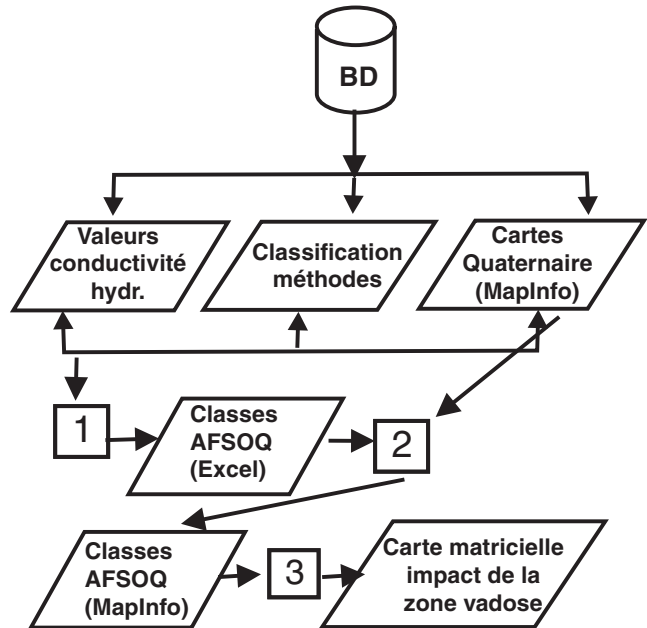 BD
Valeurs
conductivité
hydr.
Classification
méthodes
Cartes
Quaternaire
(MapInfo)
1
Classes
AFSOQ
(Excel)
2
Classes
AFSOQ
(MapInfo)
3
Carte matricielle
impact de la
zone vadose